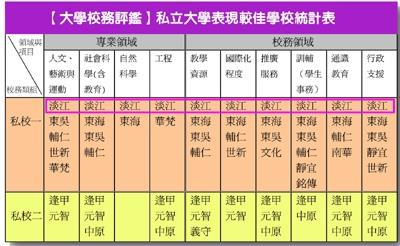 【大學校務評鑑】私立大學表現較佳學校統計表
領域與項目
校務類組
專業領域 校務領域
人文、 社會科 自然 工程 教學 國際化 推廣 訓輔 通識 行政
藝術與 學(含 科學 資源 程度 服務 (學生 教育 支援
運動 教育) 事務)
私校一
淡江 淡江 淡江 淡江 淡江 淡江 淡江 淡江 淡江 淡江
東吳 東海 東海 華梵 東海 東吳 東海 東海 東海 東海
輔仁 東吳 輔仁 東吳 東吳 輔仁 東吳
世新 輔仁 世新 文化 輔仁 南華 靜宜
華梵 靜宜 世新
銘傳
私校二
逢甲 逢甲 逢甲 逢甲 逢甲 逢甲 逢甲 中原 逢甲
元智 元智 元智 元智 元智 中原 元智
中原 中原 義守 中原 中原